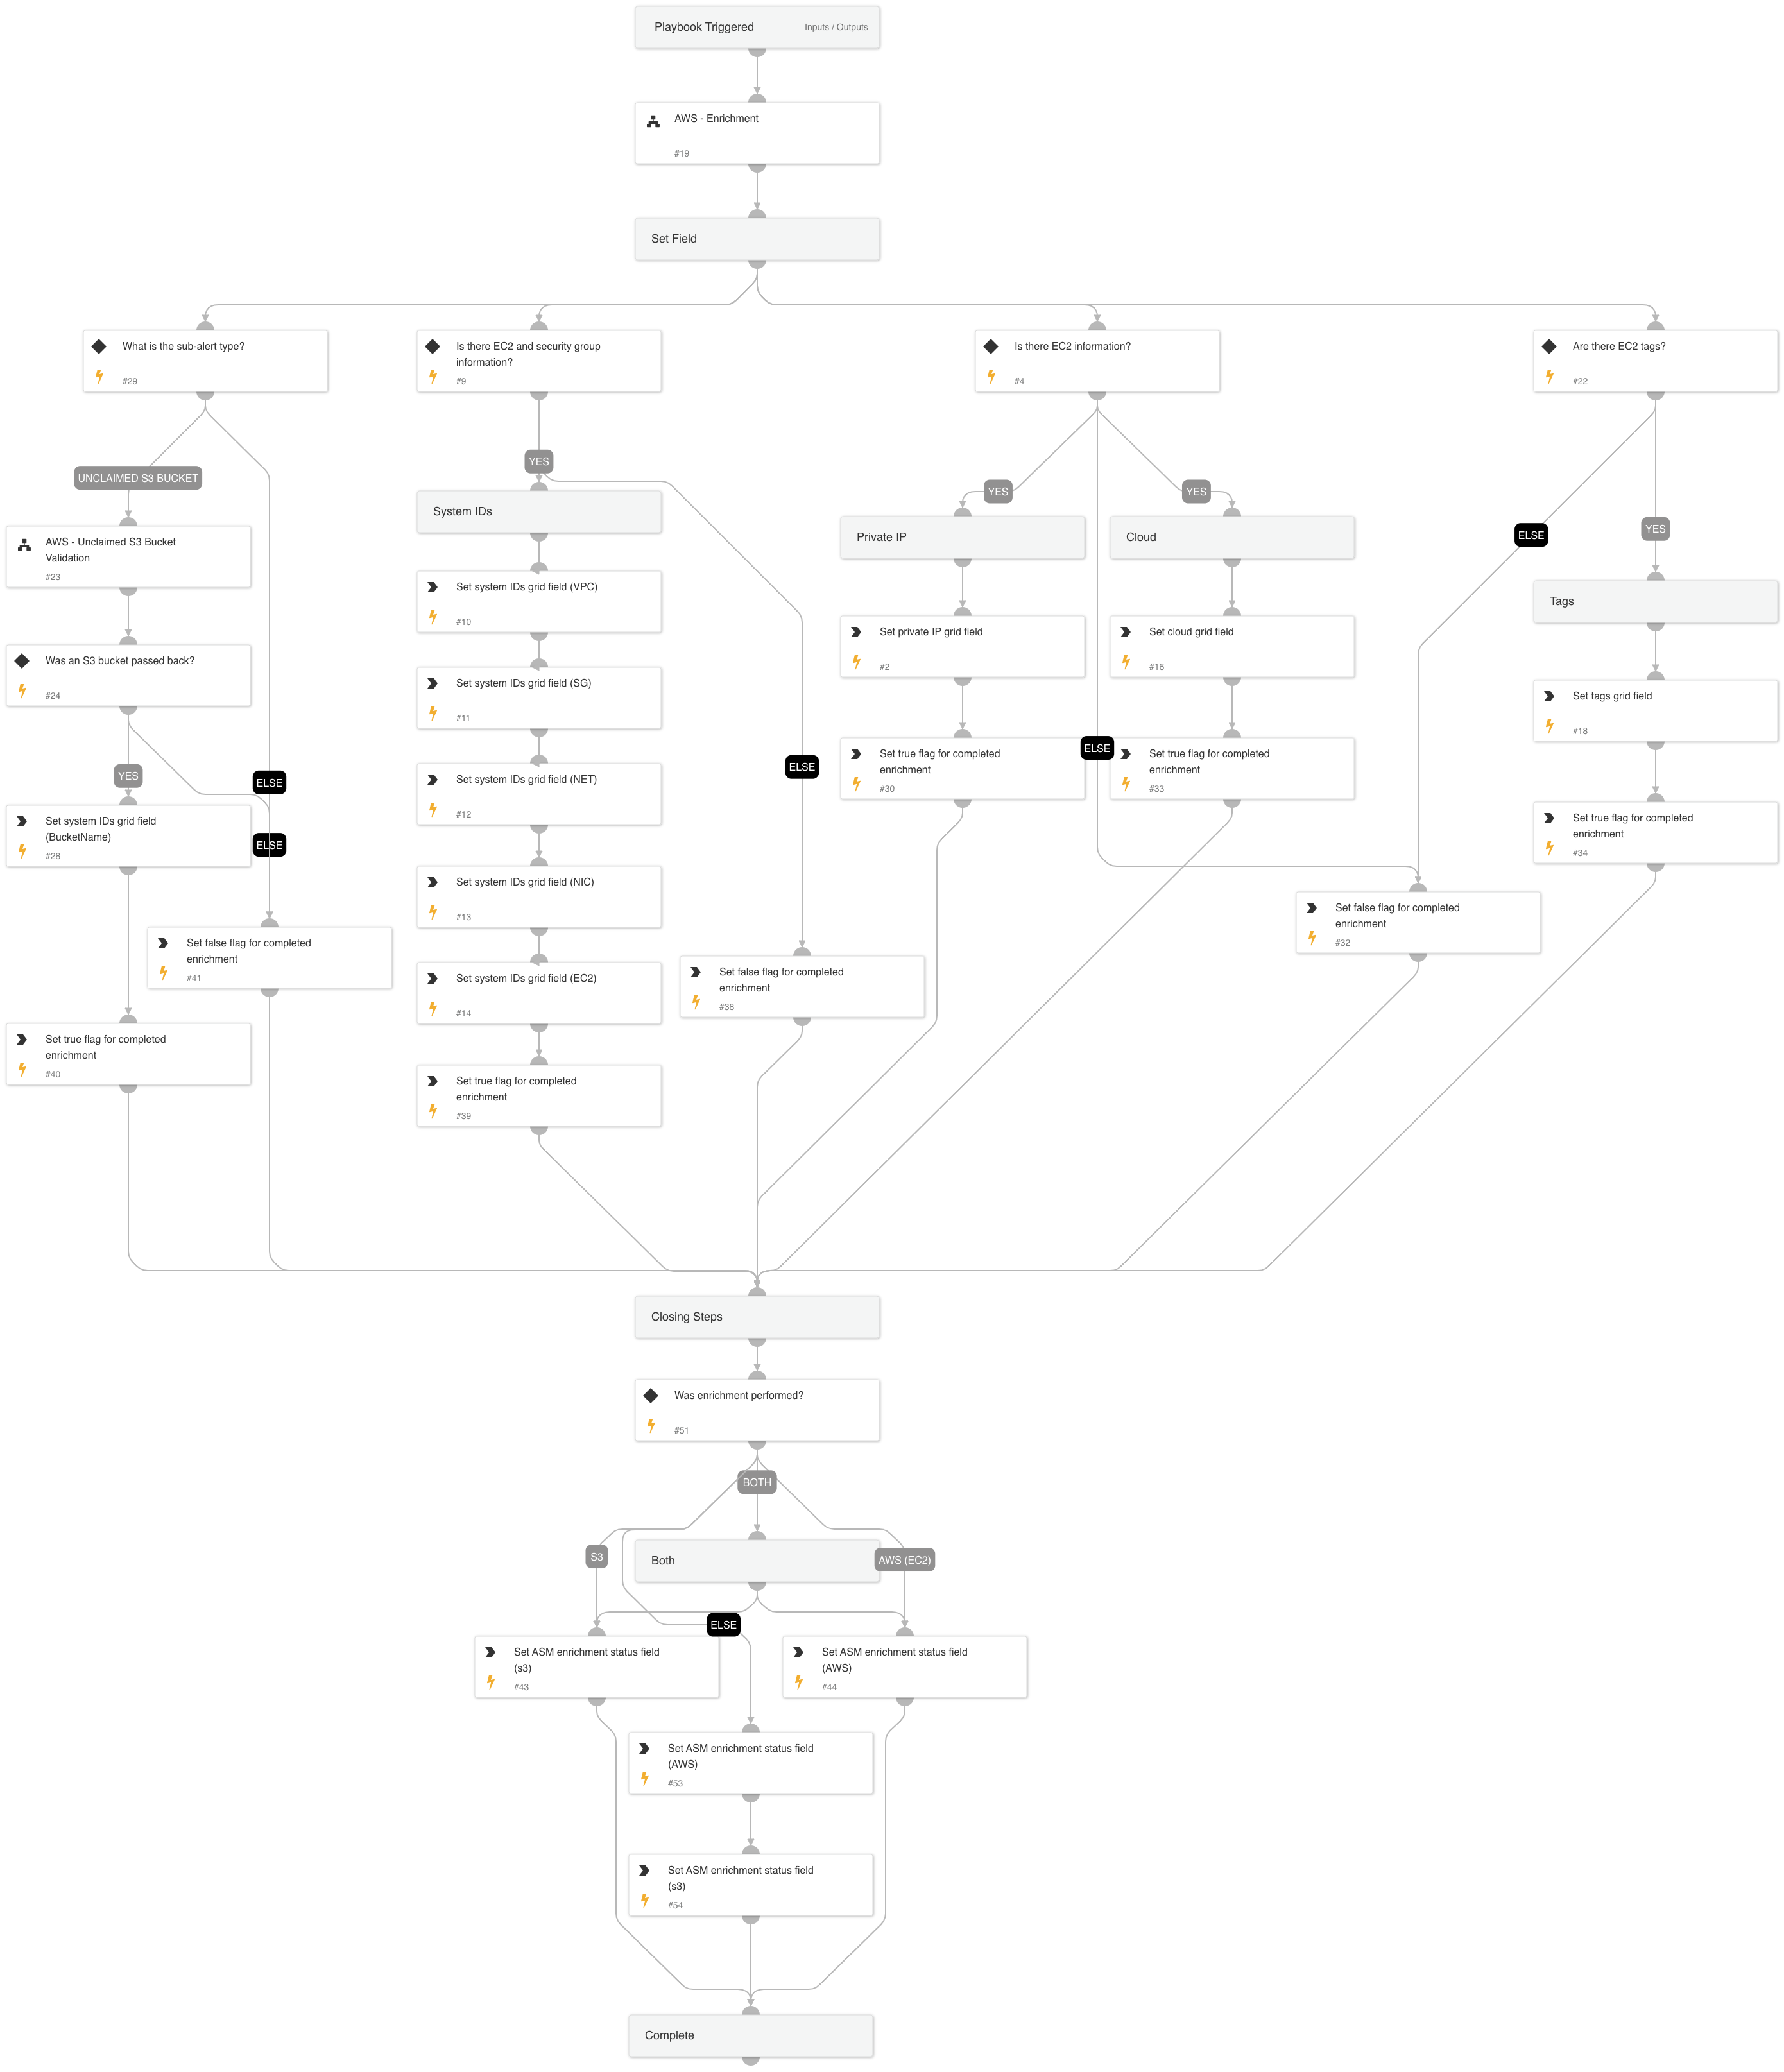 Playbook Triggered
Inputs / Outputs
AWS - Enrichment
#19
Set Field
What is the sub-alert type?
#29
Is there EC2 and security group
information?
#9
Is there EC2 information?
#4
Are there EC2 tags?
#22
UNCLAIMED S3 BUCKET
YES
YES
YES
ELSE
YES
AWS - Unclaimed S3 Bucket
Validation
#23
System IDs
Private IP
Cloud
Tags
Set system IDs grid field (VPC)
#10
Set private IP grid field
#2
Set cloud grid field
#16
Was an S3 bucket passed back?
#24
Set system IDs grid field (SG)
#11
Set tags grid field
#18
YES
ELSE
ELSE
ELSE
ELSE
Set system IDs grid field (NET)
#12
Set true flag for completed
enrichment
#30
Set true flag for completed
enrichment
#33
Set system IDs grid field
(BucketName)
#28
Set true flag for completed
enrichment
#34
Set system IDs grid field (NIC)
#13
Set false flag for completed
enrichment
#32
Set false flag for completed
enrichment
#41
Set system IDs grid field (EC2)
#14
Set false flag for completed
enrichment
#38
Set true flag for completed
enrichment
#40
Set true flag for completed
enrichment
#39
Closing Steps
Was enrichment performed?
#51
BOTH
S3
Both
AWS (EC2)
ELSE
Set ASM enrichment status field
(s3)
#43
Set ASM enrichment status field
(AWS)
#44
Set ASM enrichment status field
(AWS)
#53
Set ASM enrichment status field
(s3)
#54
Complete